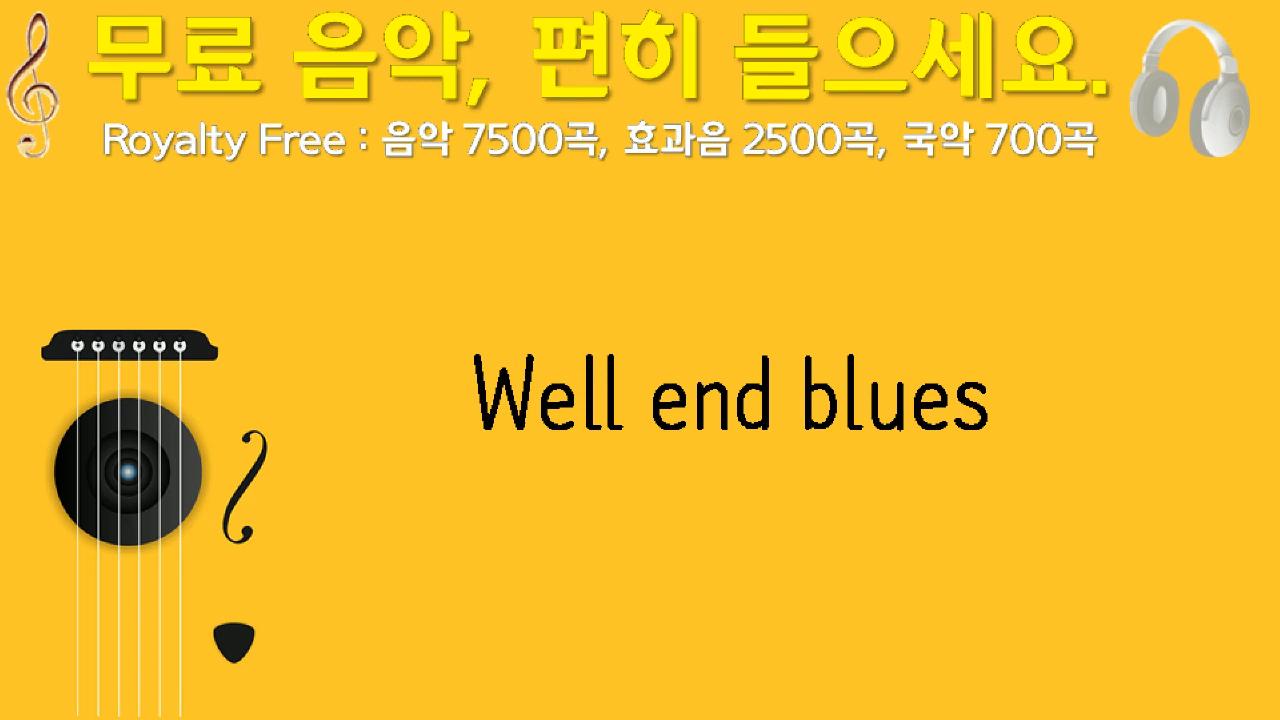 무료 음악, 편히 들으세요.
Royalty Free : 음악 7500곡, 효과음 2500곡, 국악 700곡
Well end blues